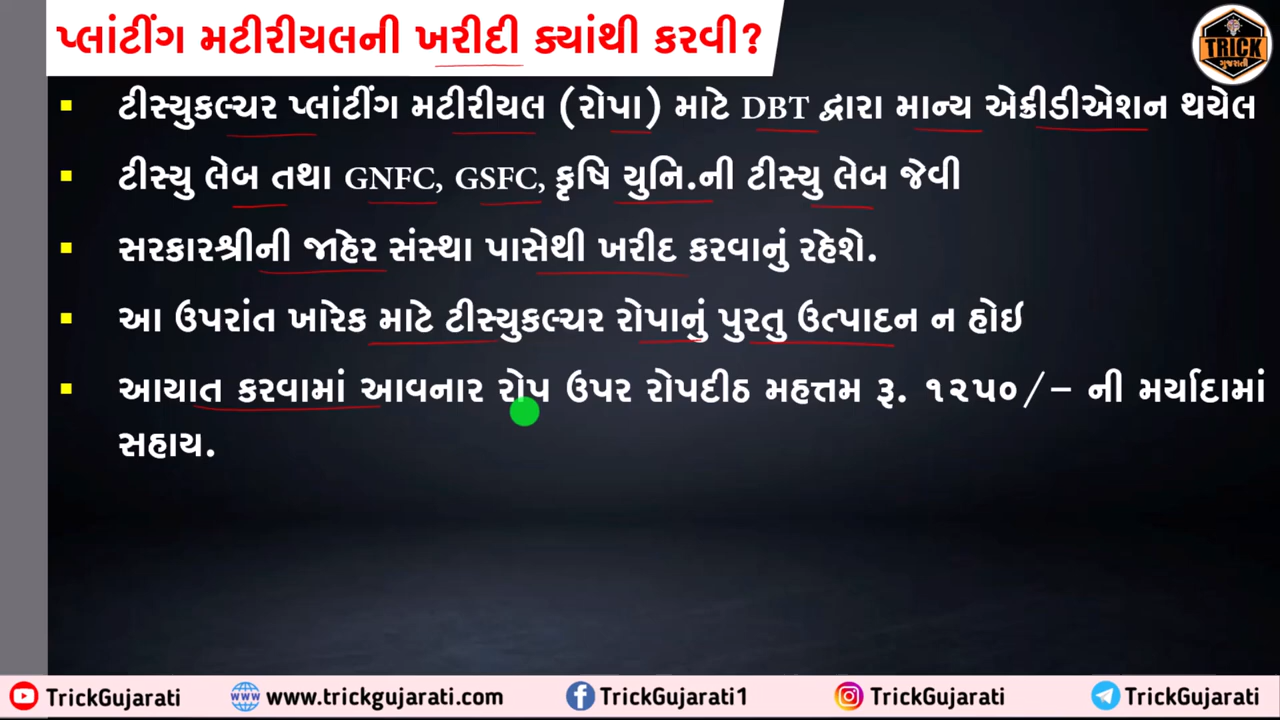 પ્લાંટીંગ મટીરીયલની ખરીદી ક્યાંથી કરવી?
TRICK
ગુજરાતી
ટીસ્યુકલ્ચર પ્લાંટીંગ મટીરીયલ (રોપા) માટે DBT દ્વારા માન્ય એક્રીડીએશન થયેલ
ટીસ્યુ લેબ તથા GNFC, GSFC, કૃષિ યુનિ.ની ટીસ્યુ લેબ જેવી
સરકારશ્રીની જાહેર સંસ્થા પાસેથી ખરીદ કરવાનું રહેશે.
આ ઉપરાંત ખારેક માટે ટીસ્યુકલ્ચર રોપાનું પુરતુ ઉત્પાદન ન હોઇ
આયાત કરવામાં આવનાર રોપ ઉપર રોપદીઠ મહત્તમ રૂ. ૧૨૫૦/– ની મર્યાદામાં
સહાય.
TrickGujarati www.trickgujarati.com TrickGujarati1 TrickGujarati TrickGujarati